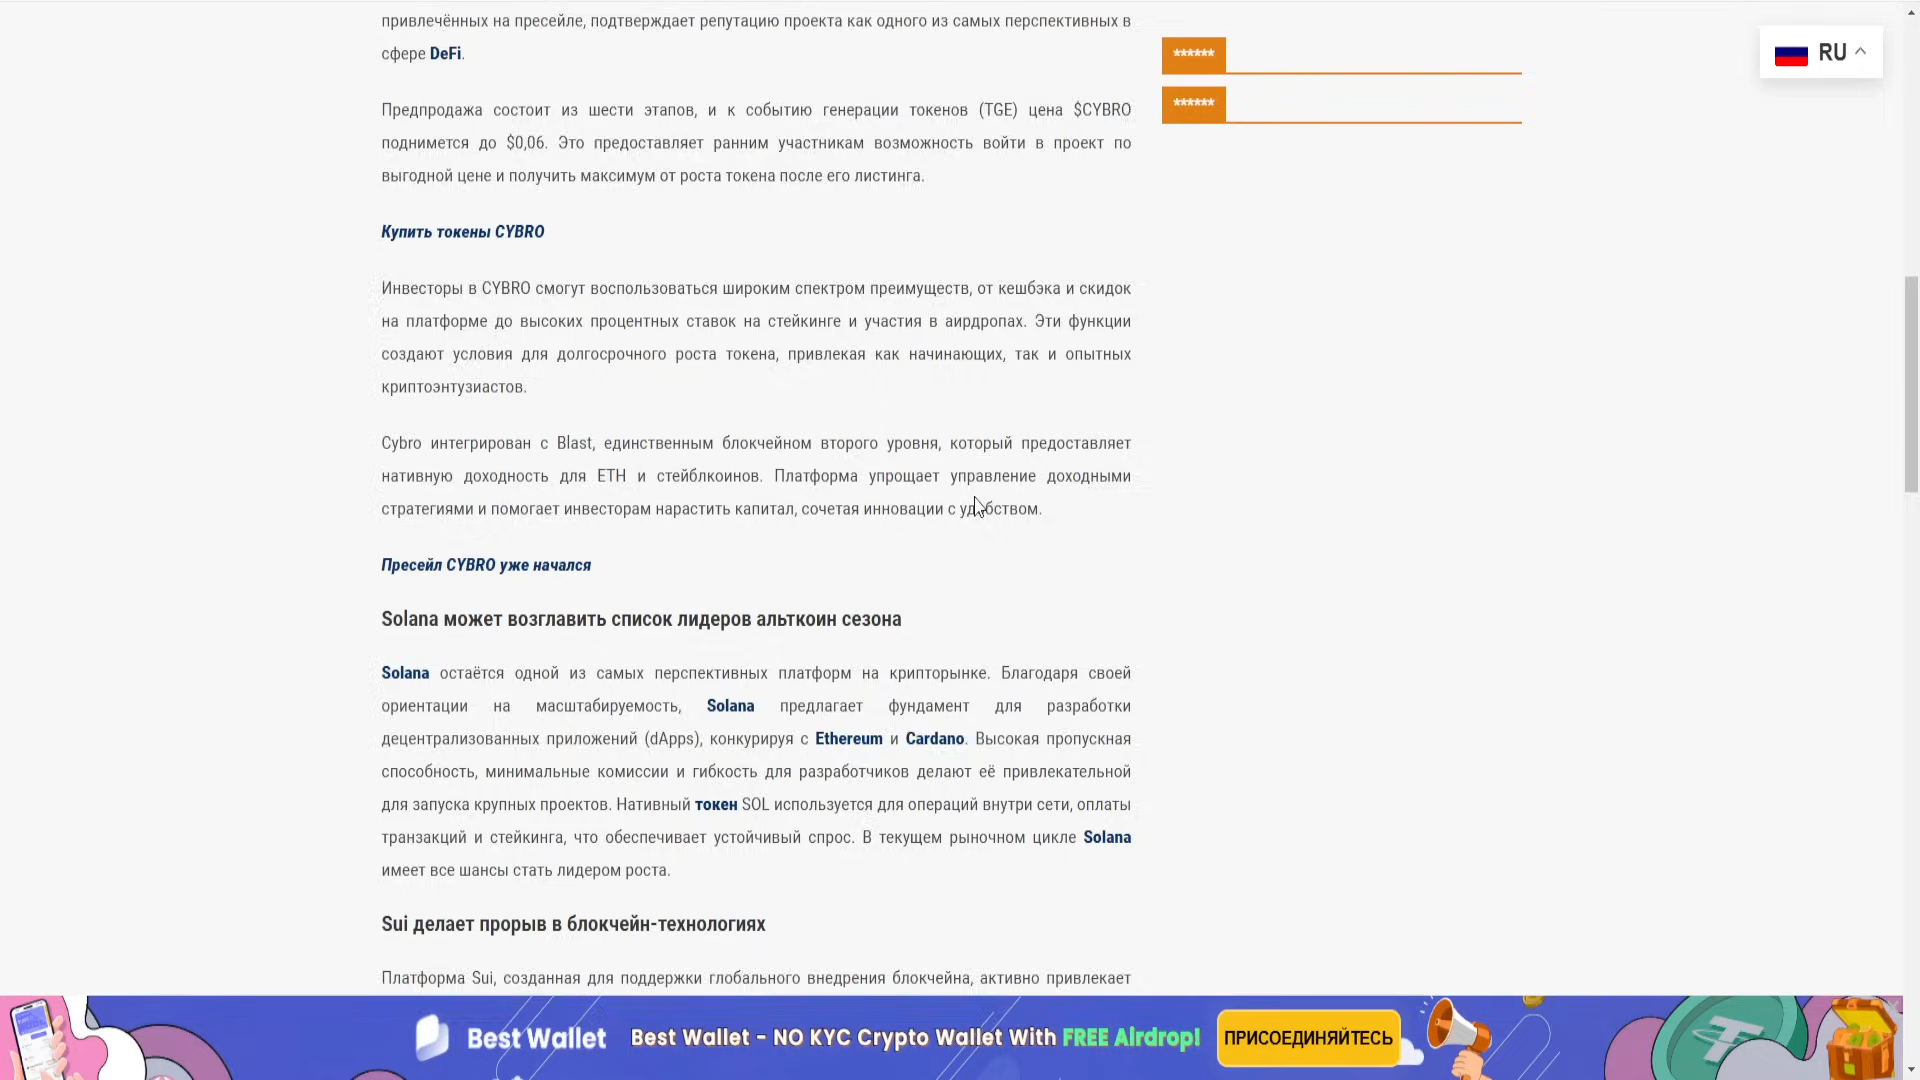 привлечённых на пресейле, подтверждает репутацию проекта как одного из самых перспективных в
сфере DeFi.
Предпродажа состоит из шести этапов, и к событию генерации токенов (TGE) цена $CYBRO
поднимется до $0,06. Это предоставляет ранним участникам возможность войти в проект по
выгодной цене и получить максимум от роста токена после его листинга.
Купить токены CYBRO
Инвесторы в CYBRO смогут воспользоваться широким спектром преимуществ, от кешбэка и скидок
на платформе до высоких процентных ставок на стейкинге и участия в аирдропах. Эти функции
создают условия для долгосрочного роста токена, привлекая как начинающих, так и опытных
криптоэнтузиастов.
Cybro интегрирован с Blast, единственным блокчейном второго уровня, который предоставляет
нативную доходность для ETH и стейблкоинов. Платформа упрощает управление доходными
стратегиями и помогает инвесторам нарастить капитал, сочетая инновации с удобством.
Пресейл CYBRO уже начался
Solana может возглавить список лидеров альткоин сезона
Solana остаётся одной из самых перспективных платформ на крипторынке. Благодаря своей
ориентации на масштабируемость, Solana предлагает фундамент для разработки
децентрализованных приложений (dApps), конкурируя с Ethereum и Cardano. Высокая пропускная
способность, минимальные комиссии и гибкость для разработчиков делают её привлекательной
для запуска крупных проектов. Нативный токен SOL используется для операций внутри сети, оплаты
транзакций и стейкинга, что обеспечивает устойчивый спрос. В текущем рыночном цикле Solana
имеет все шансы стать лидером роста.
Sui делает прорыв в блокчейн-технологиях
Платформа Sui, созданная для поддержки глобального внедрения блокчейна, активно привлекает
******
******
RU
Best Wallet
Best Wallet - NO KYC Crypto Wallet With FREE Airdrop!
ПРИСОЕДИНЯЙТЕСЬ